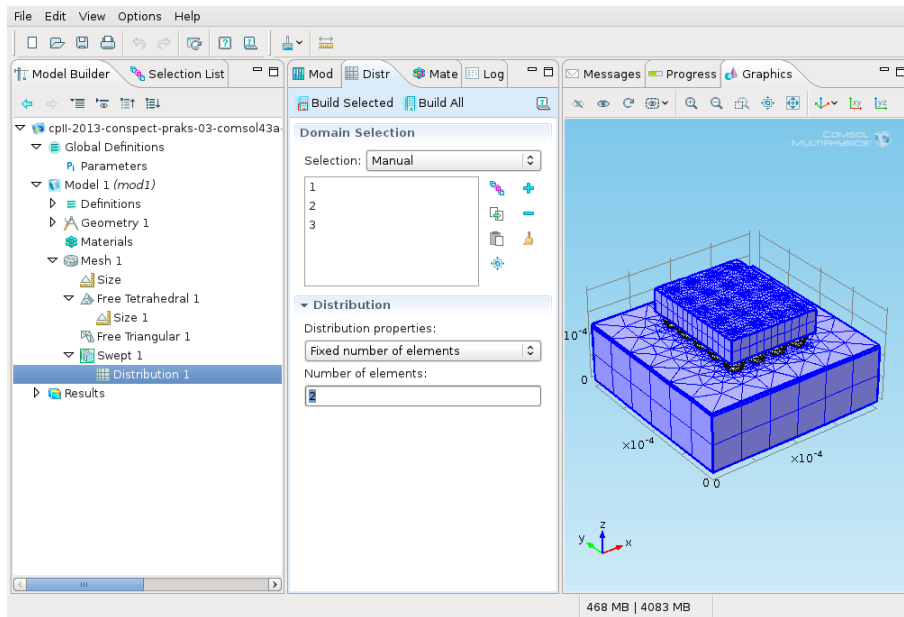 File Edit View Options Help
Model Builder Selection List
Mod Distr Mate Log
Messages Progress Graphics
Build Selected Build All
cpII-2013-conspect-praks-03-comsol43a-
Global Definitions
Pi Parameters
Model 1 (mod1)
Definitions
Geometry 1
Materials
Mesh 1
Size
Free Tetrahedral 1
Size 1
Free Triangular 1
Swept 1
Distribution 1
Results
Domain Selection
Selection: Manual
1
2
3
Distribution
Distribution properties:
Fixed number of elements
Number of elements:
2
xy yz
COMSOL
MULTIPHYSICS
10-4
0
×10-4
×10-4
0 0
z
y
x
468 MB | 4083 MB